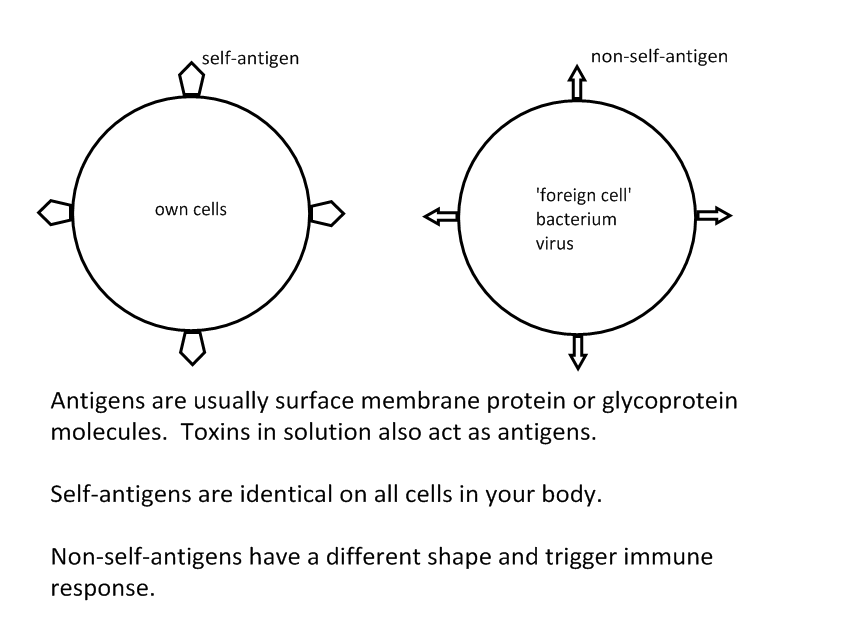 self-antigen
non-self-antigen
own cells
'foreign cell'
bacterium
virus
Antigens are usually surface membrane protein or glycoprotein
molecules.  Toxins in solution also act as antigens.
Self-antigens are identical on all cells in your body.
Non-self-antigens have a different shape and trigger immune
response.